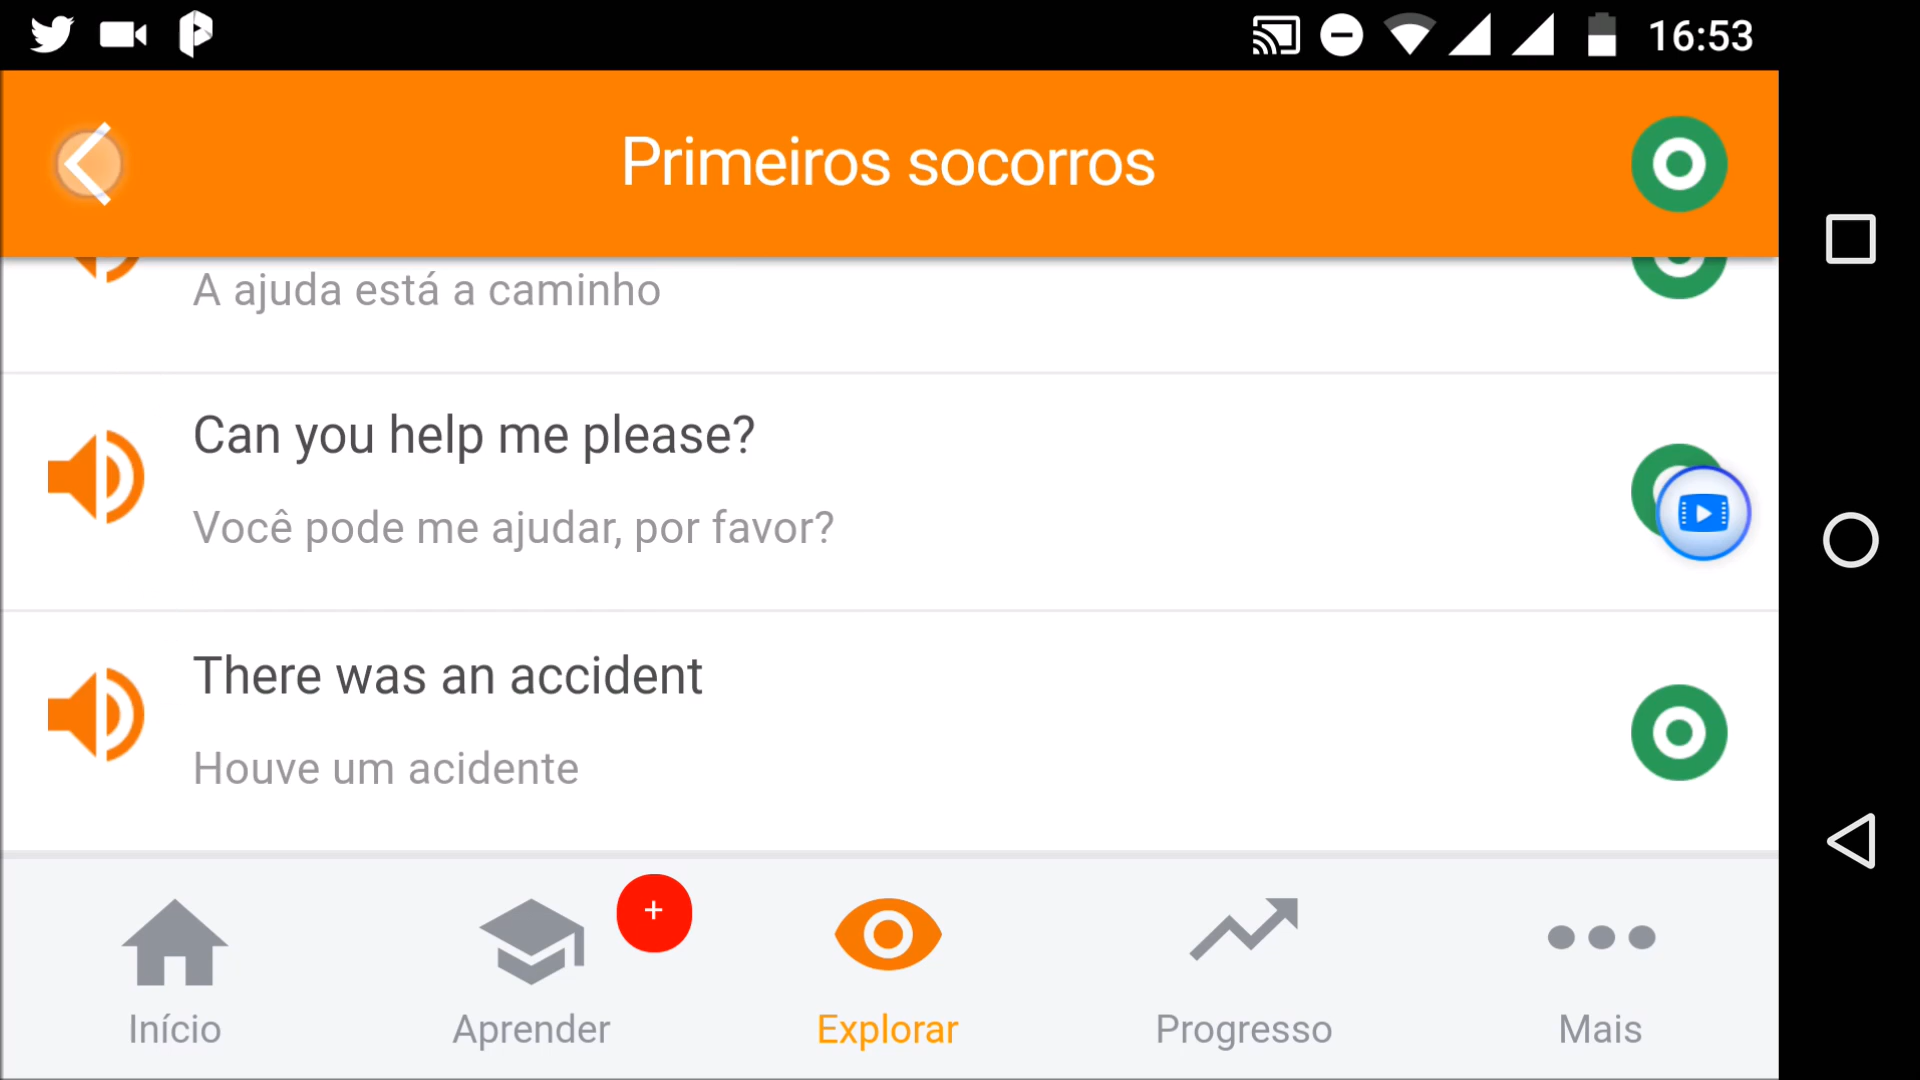 16:53
Primeiros socorros
A ajuda está a caminho
Can you help me please?
Você pode me ajudar, por favor?
There was an accident
Houve um acidente
+
Início
Aprender
Explorar
Progresso
Mais